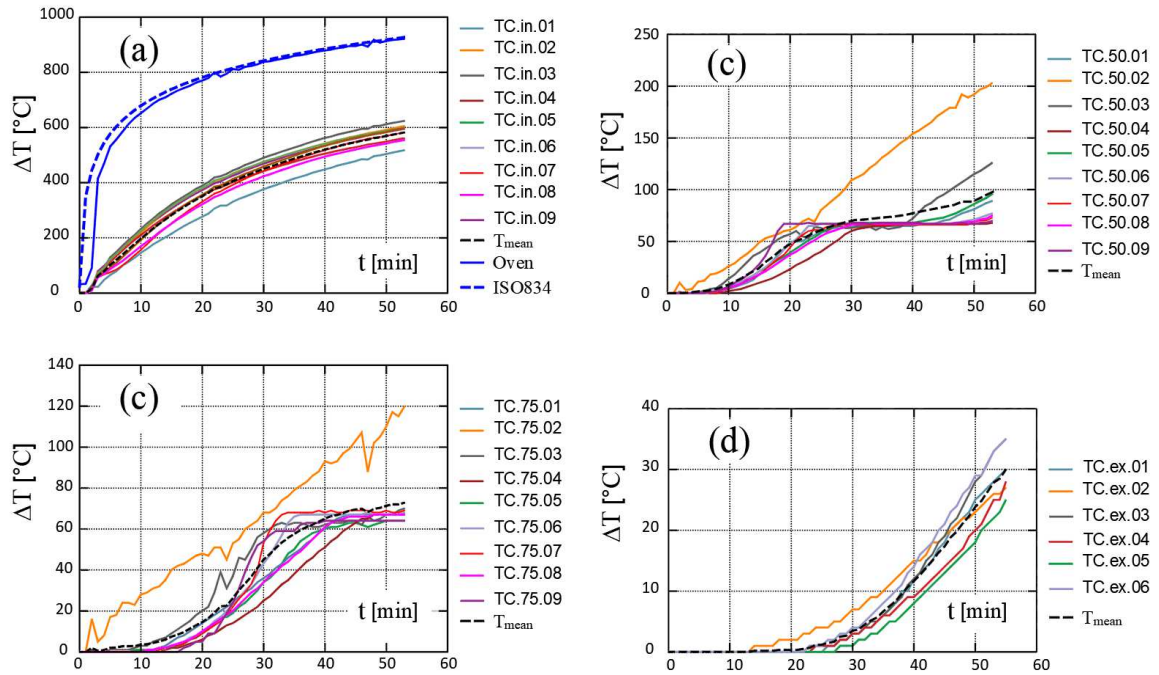 (a)
1000
800
600
400
200
0
ΔT [°C]
0 10 20 30 40 50 60
t [min]
TC.in.01
TC.in.02
TC.in.03
TC.in.04
TC.in.05
TC.in.06
TC.in.07
TC.in.08
TC.in.09
Tmean
Oven
ISO834
(c)
250
200
150
100
50
0
ΔT [°C]
0 10 20 30 40 50 60
t [min]
TC.50.01
TC.50.02
TC.50.03
TC.50.04
TC.50.05
TC.50.06
TC.50.07
TC.50.08
TC.50.09
Tmean
(c)
140
120
100
80
60
40
20
0
ΔT [°C]
0 10 20 30 40 50 60
t [min]
TC.75.01
TC.75.02
TC.75.03
TC.75.04
TC.75.05
TC.75.06
TC.75.07
TC.75.08
TC.75.09
Tmean
(d)
40
30
20
10
0
ΔT [°C]
0 10 20 30 40 50 60
t [min]
TC.ex.01
TC.ex.02
TC.ex.03
TC.ex.04
TC.ex.05
TC.ex.06
Tmean